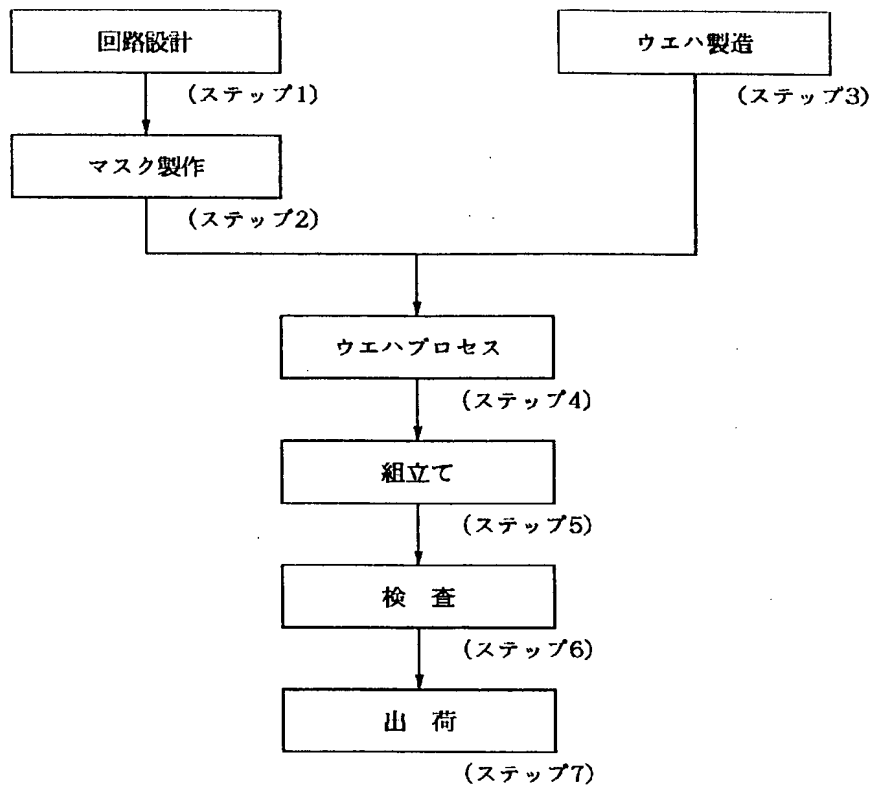 回路設計
(ステップ1)
ウエハ製造
(ステップ3)
マスク製作
(ステップ2)
ウエハプロセス
(ステップ4)
組立て
(ステップ5)
検 査
(ステップ6)
出 荷
(ステップ7)